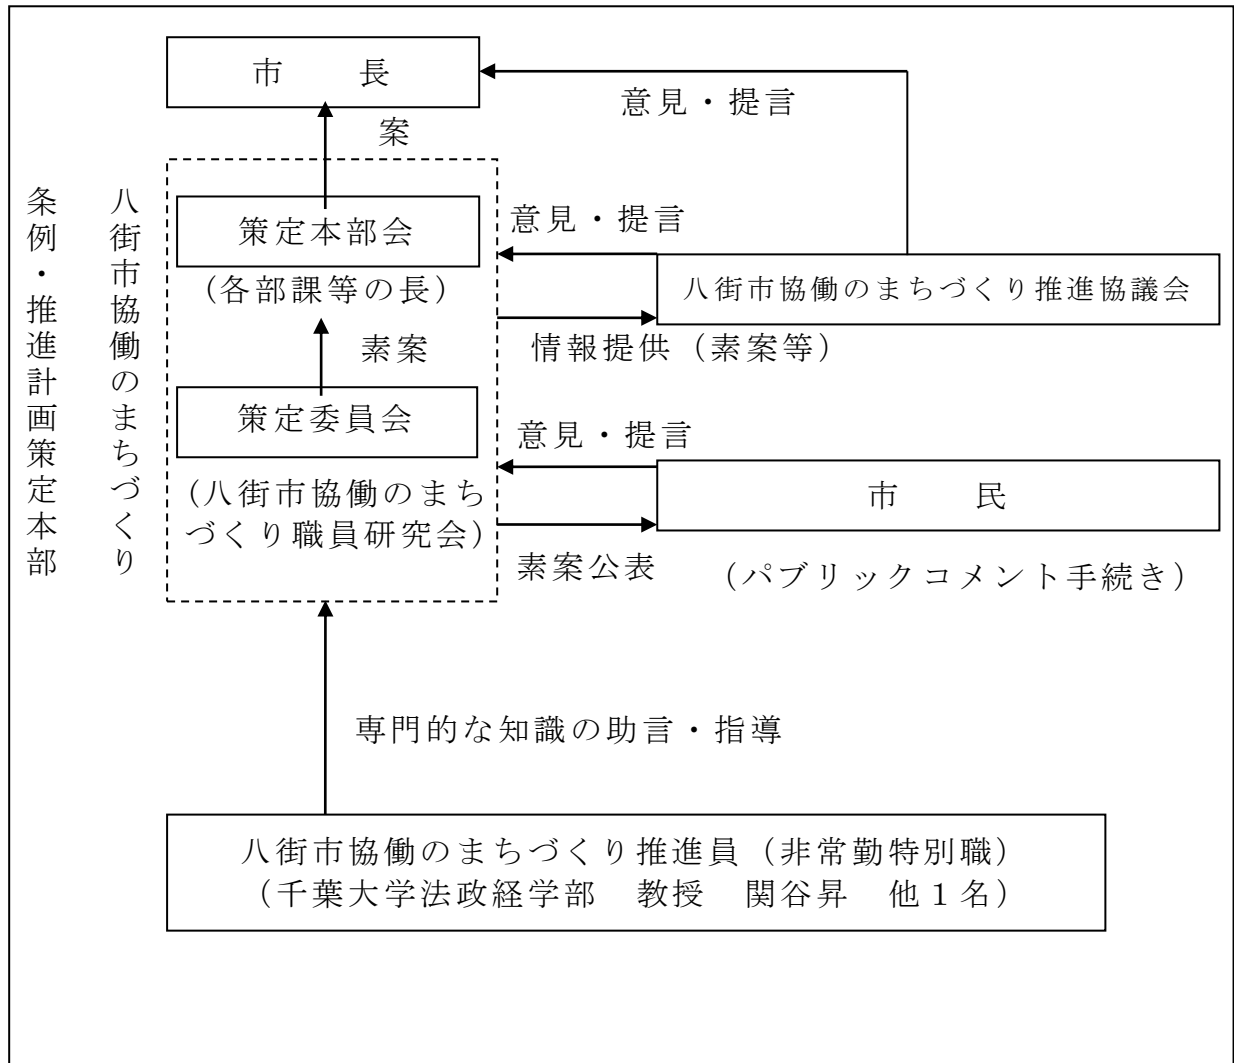 市　　長
意見・提言
案
八街市協働のまちづくり
条例・推進計画策定本部
策定本部会
（各部課等の長）
意見・提言
八街市協働のまちづくり推進協議会
情報提供（素案等）
素案
策定委員会
（八街市協働のまち
づくり職員研究会）
意見・提言
市　　民
素案公表
（パブリックコメント手続き）
専門的な知識の助言・指導
八街市協働のまちづくり推進員（非常勤特別職）
（千葉大学法政経学部　教授　関谷昇　他１名）